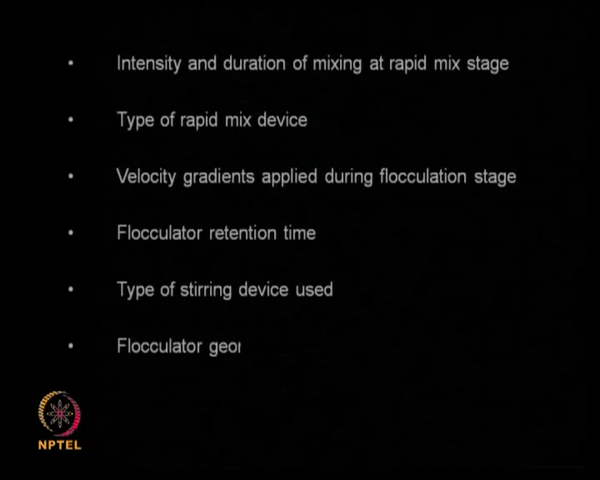 • Intensity and duration of mixing at rapid mix stage
• Type of rapid mix device
• Velocity gradients applied during flocculation stage
• Flocculator retention time
• Type of stirring device used
• Flocculator geo
NPTEL